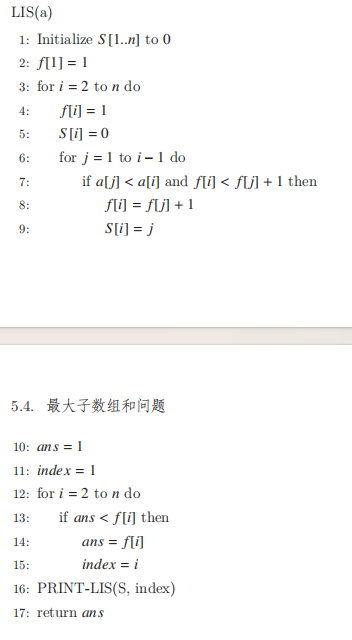 LIS(a)
1: Initialize S[1..n] to 0
2: f[1] = 1
3: for i = 2 to n do
4: f[i] = 1
5: S[i] = 0
6: for j = 1 to i − 1 do
7: if a[j] < a[i] and f[i] < f[j] + 1 then
8: f[i] = f[j] + 1
9: S[i] = j
5.4. 最大子数组和问题
10: ans = 1
11: index = 1
12: for i = 2 to n do
13: if ans < f[i] then
14: ans = f[i]
15: index = i
16: PRINT-LIS(S, index)
17: return ans